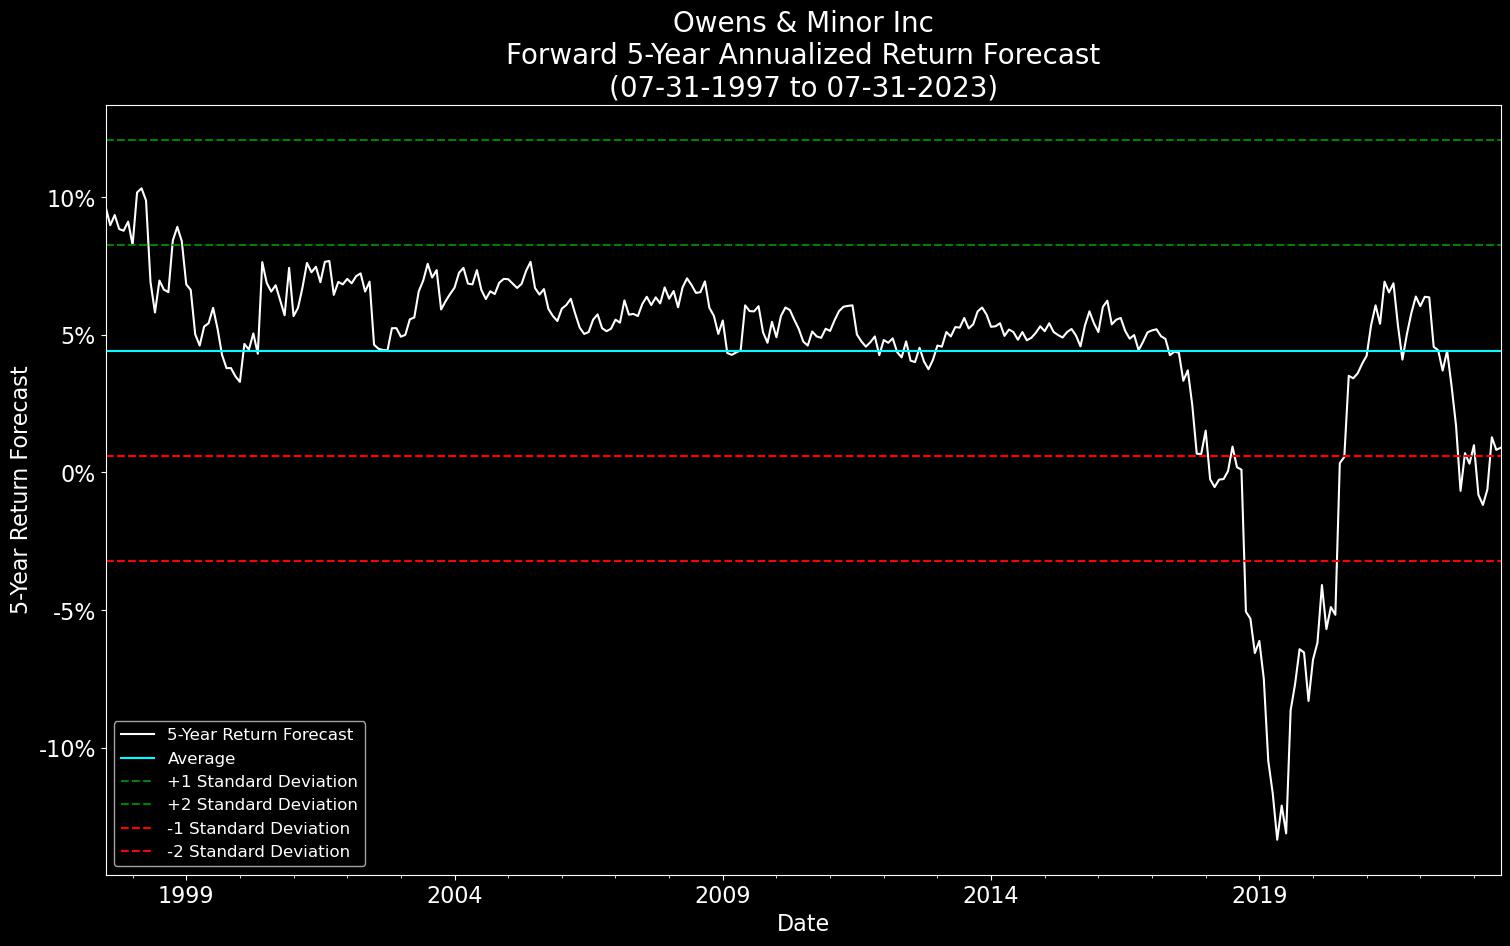 Owens & Minor Inc
Forward 5-Year Annualized Return Forecast
(07-31-1997 to 07-31-2023)
5-Year Return Forecast
10%
5%
0%
-5%
-10%
5-Year Return Forecast
Average
+1 Standard Deviation
+2 Standard Deviation
-1 Standard Deviation
-2 Standard Deviation
1999
2004
2009
2014
2019
Date